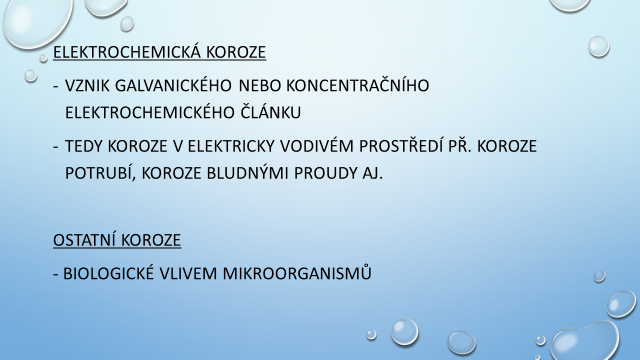 ELEKTROCHEMICKÁ KOROZE
- VZNIK GALVANICKÉHO NEBO KONCENTRAČNÍHO
ELEKTROCHEMICKÉHO ČLÁNKU
- TEDY KOROZE V ELEKTRICKY VODIVÉM PROSTŘEDÍ PŘ. KOROZE
POTRUBÍ, KOROZE BLUDNÝMI PROUDY AJ.
OSTATNÍ KOROZE
- BIOLOGICKÉ VLIVEM MIKROORGANISMŮ